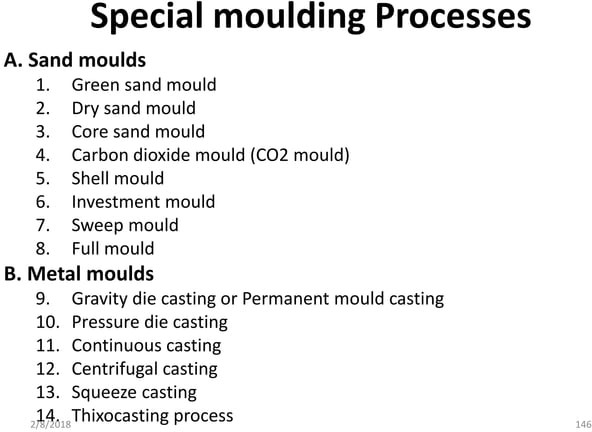 Special moulding Processes
A. Sand moulds
1. Green sand mould
2. Dry sand mould
3. Core sand mould
4. Carbon dioxide mould (CO2 mould)
5. Shell mould
6. Investment mould
7. Sweep mould
8. Full mould
B. Metal moulds
9. Gravity die casting or Permanent mould casting
10. Pressure die casting
11. Continuous casting
12. Centrifugal casting
13. Squeeze casting
14. Thixocasting process
2/8/2018
146